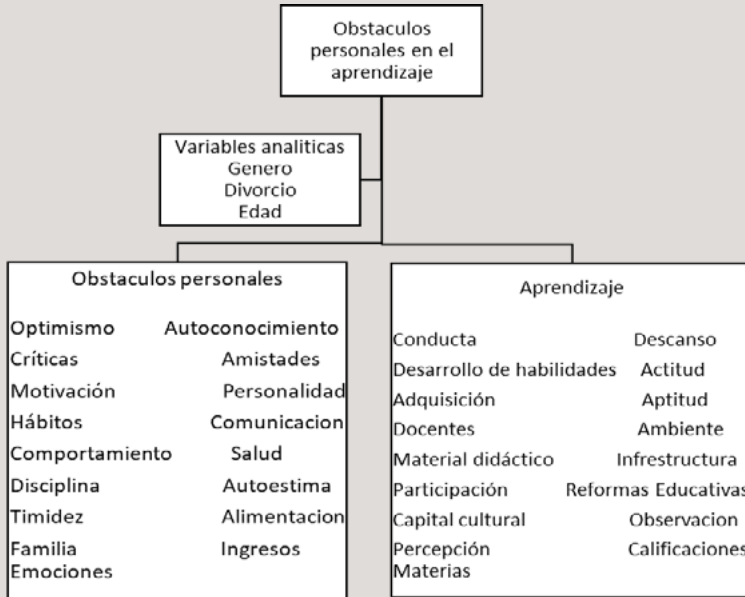 Obstaculos
personales en el
aprendizaje
Variables analiticas
Genero
Divorcio
Edad
Obstaculos personales
Optimismo Autoconocimiento
Críticas Amistades
Motivación Personalidad
Hábitos Comunicacion
Comportamiento Salud
Disciplina Autoestima
Timidez Alimentacion
Familia Ingresos
Emociones
Aprendizaje
Conducta Descanso
Desarrollo de habilidades Actitud
Adquisición Aptitud
Docentes Ambiente
Material didáctico Infrestructura
Participación Reformas Educativas
Capital cultural Observacion
Percepción Calificaciones
Materias